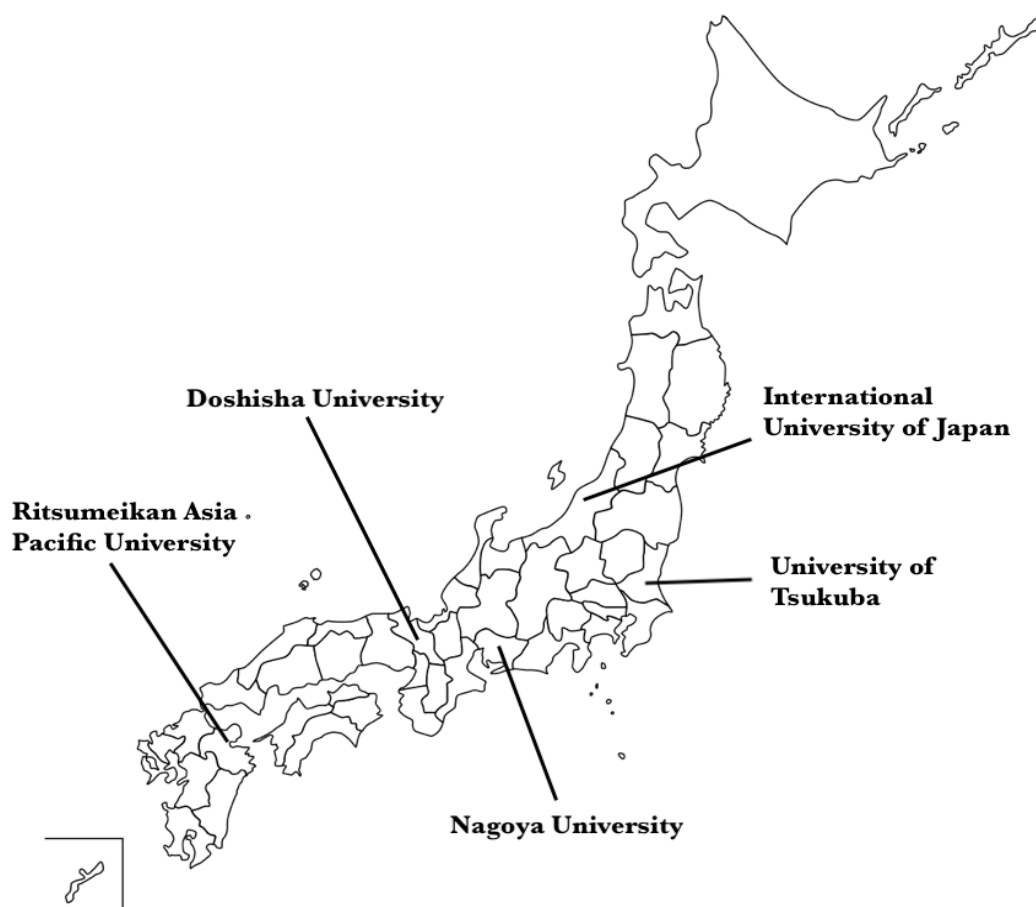 Doshisha University
International
University of Japan
Ritsumeikan Asia
Pacific University
University of
Tsukuba
Nagoya University